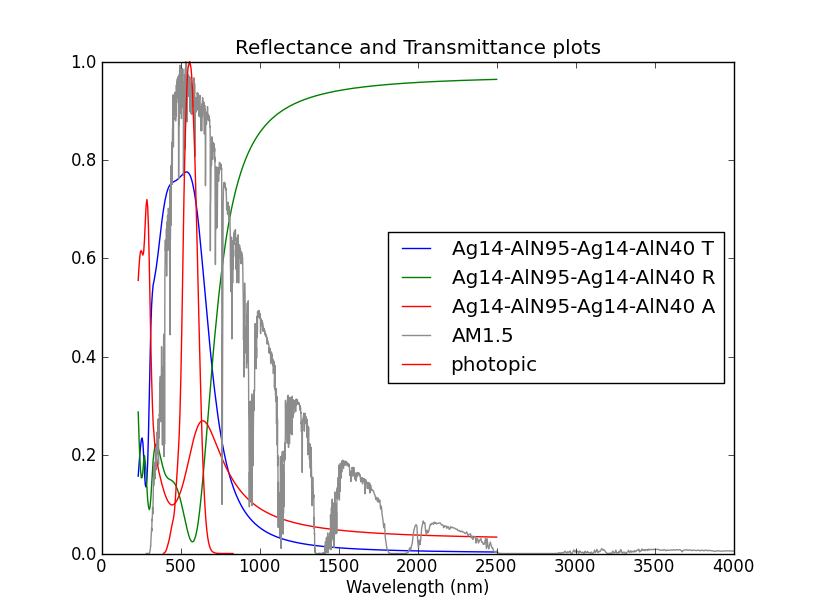 Reflectance and Transmittance plots
1.0
0.8
0.6
0.4
0.2
0.0
Ag14-AlN95-Ag14-AlN40 T
Ag14-AlN95-Ag14-AlN40 R
Ag14-AlN95-Ag14-AlN40 A
AM1.5
photopic
0 500 1000 1500 2000 2500 3000 3500 4000
Wavelength (nm)